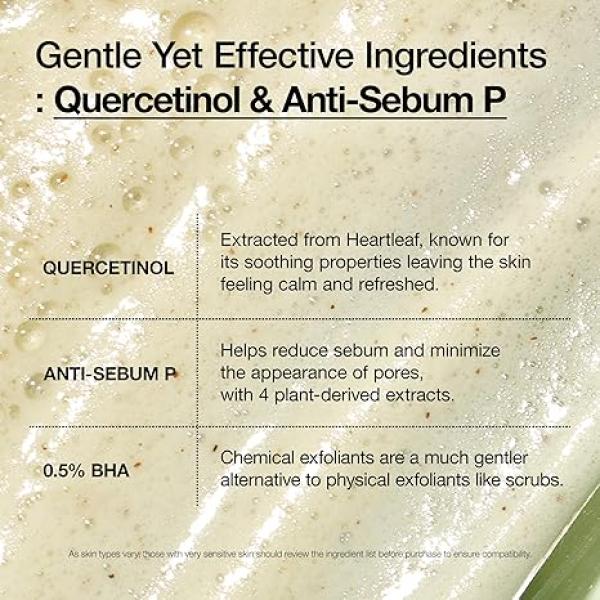 Gentle Yet Effective Ingredients
: Quercetinol & Anti-Sebum P
QUERCETINOL
Extracted from Heartleaf, known for
its soothing properties leaving the skin
feeling calm and refreshed.
ANTI-SEBUM P
Helps reduce sebum and minimize
the appearance of pores,
with 4 plant-derived extracts.
0.5% BHA
Chemical exfoliants are a much gentler
alternative to physical exfoliants like scrubs.
As skin types vary, those with very sensitive skin should review the ingredient list before purchase to ensure compatibility.